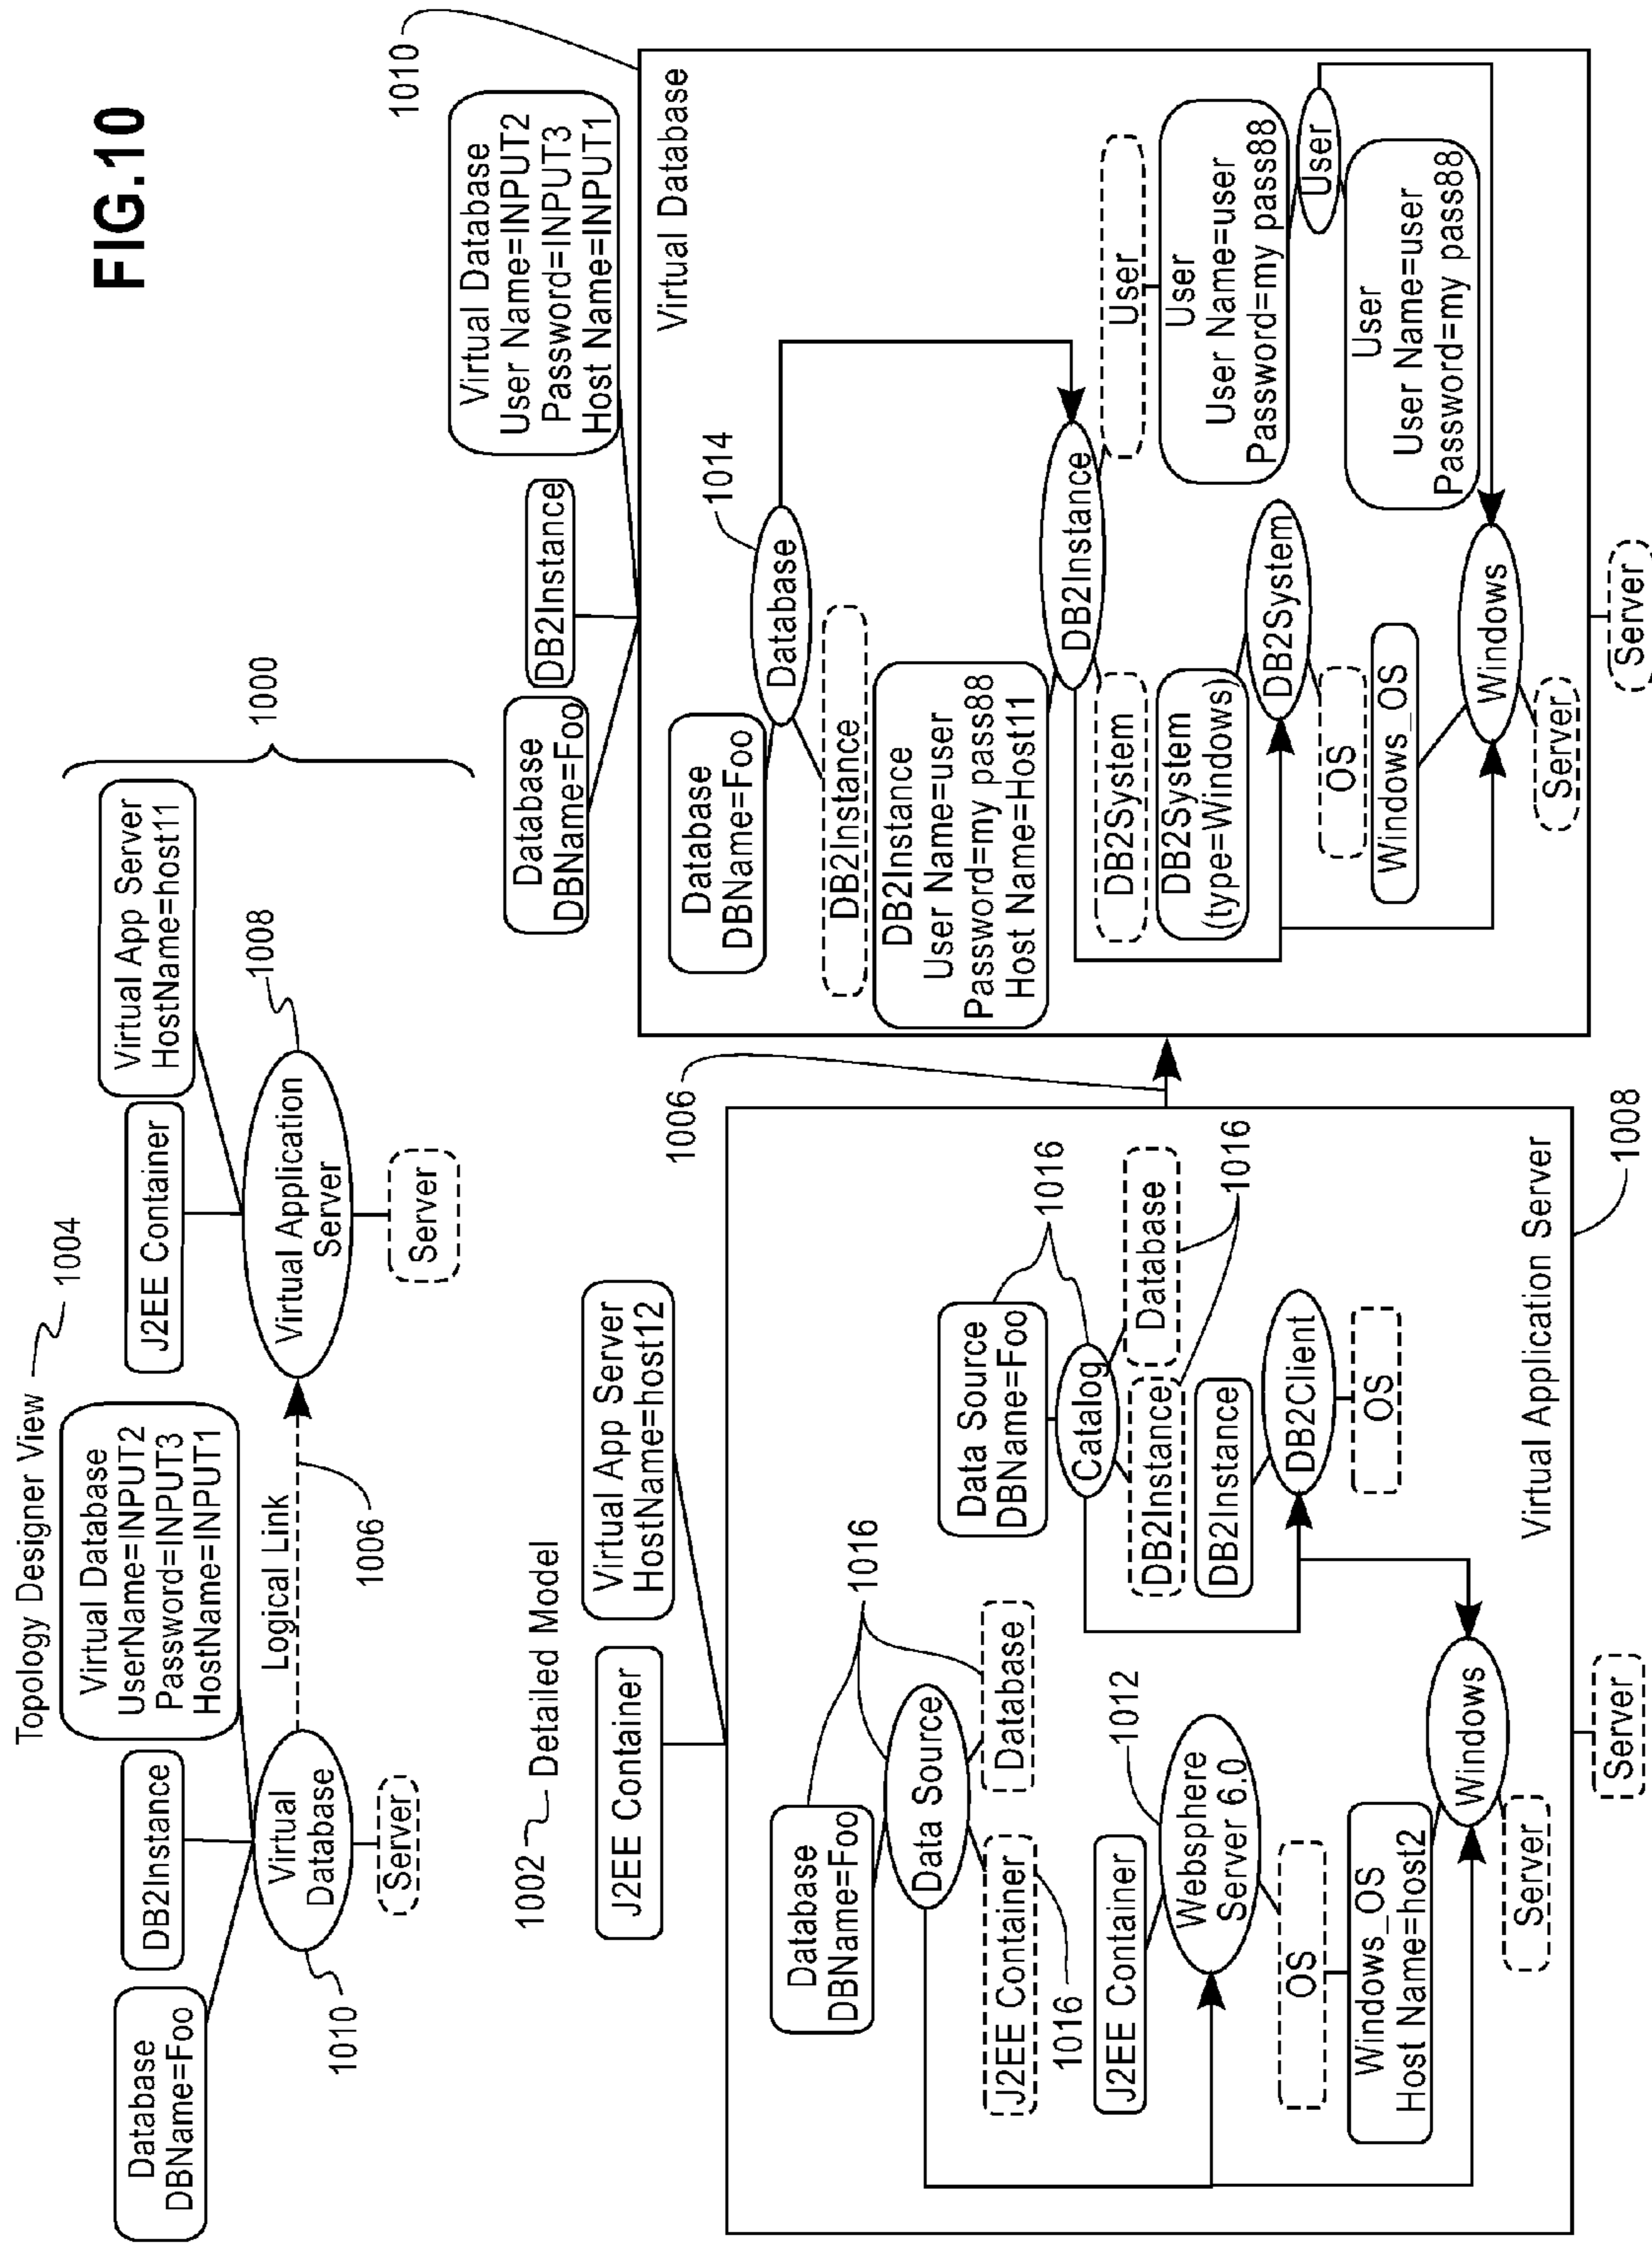 FIG.10
Topology Designer View
1004
1000
Database
DBName=Foo
DB2Instance
Virtual Database
UserName=INPUT2
Password=INPUT3
HostName=INPUT1
J2EE Container
Virtual App Server
HostName=host11
Virtual
Database
1010
Server
Logical Link
1006
Virtual Application
Server
1008
Server
1002
Detailed Model
J2EE Container
Virtual App Server
HostName=host12
Database
DBName=Foo
1016
Data Source
J2EE Container
1016
Database
J2EE Container
Websphere
Server 6.0
1012
OS
Windows_OS
Host Name=host2
Windows
Server
Data Source
DBName=Foo
1016
Catalog
DB2Instance
Database
1016
DB2Instance
DB2Client
OS
Virtual Application Server
1008
Server
1006
Database
DBName=Foo
DB2Instance
Virtual Database
User Name=INPUT2
Password=INPUT3
Host Name=INPUT1
1010
Virtual Database
Database
DBName=Foo
Database
1014
DB2Instance
DB2Instance
User Name=user
Password=my pass88
Host Name=Host11
DB2Instance
DB2System
User
DB2System
(type=Windows)
DB2System
OS
User
User Name=user
Password=my pass88
User
User
User Name=user
Password=my pass88
Windows_OS
Windows
Server
Server